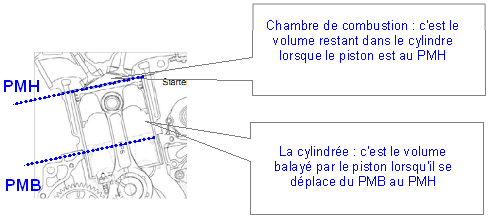 Chambre de combustion : c'est le
volume restant dans le cylindre
lorsque le piston est au PMH
PMH
Starte
La cylindrée : c'est le volume
balayé par le piston lorsqu'il se
déplace du PMB au PMH
PMB